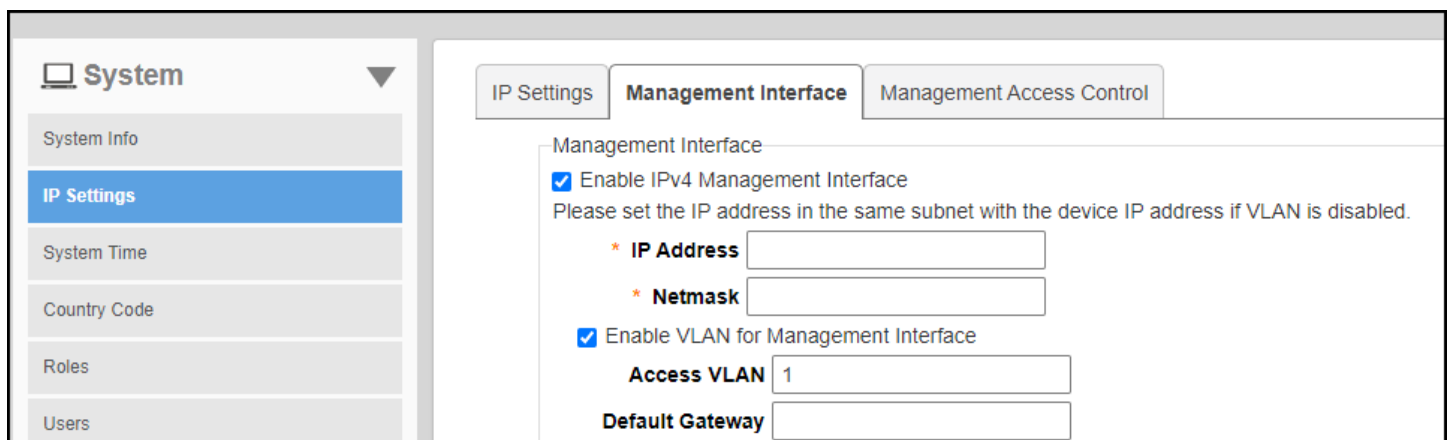 System
System Info
IP Settings
System Time
Country Code
Roles
Users
IP Settings Management Interface Management Access Control
Management Interface
Enable IPv4 Management Interface
Please set the IP address in the same subnet with the device IP address if VLAN is disabled.
* IP Address
* Netmask
Enable VLAN for Management Interface
Access VLAN 1
Default Gateway